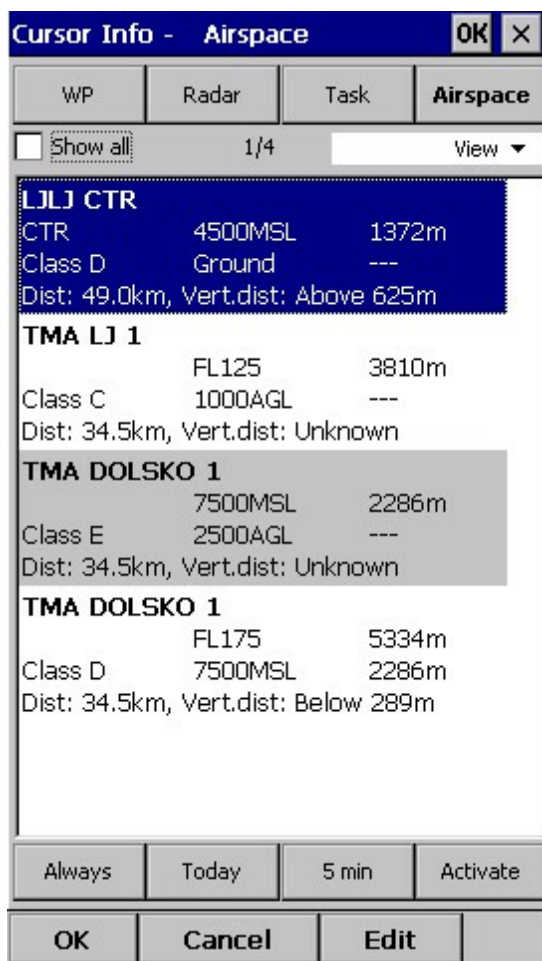 Cursor Info - Airspace OK ×
WP Radar Task Airspace
Show all 1/4 View
LJLJ CTR
CTR 4500MSL 1372m
Class D Ground ---
Dist: 49.0km, Vert.dist: Above 625m
TMA LJ 1
FL125 3810m
Class C 1000AGL ---
Dist: 34.5km, Vert.dist: Unknown
TMA DOLSKO 1
7500MSL 2286m
Class E 2500AGL ---
Dist: 34.5km, Vert.dist: Unknown
TMA DOLSKO 1
FL175 5334m
Class D 7500MSL 2286m
Dist: 34.5km, Vert.dist: Below 289m
Always Today 5 min Activate
OK Cancel Edit